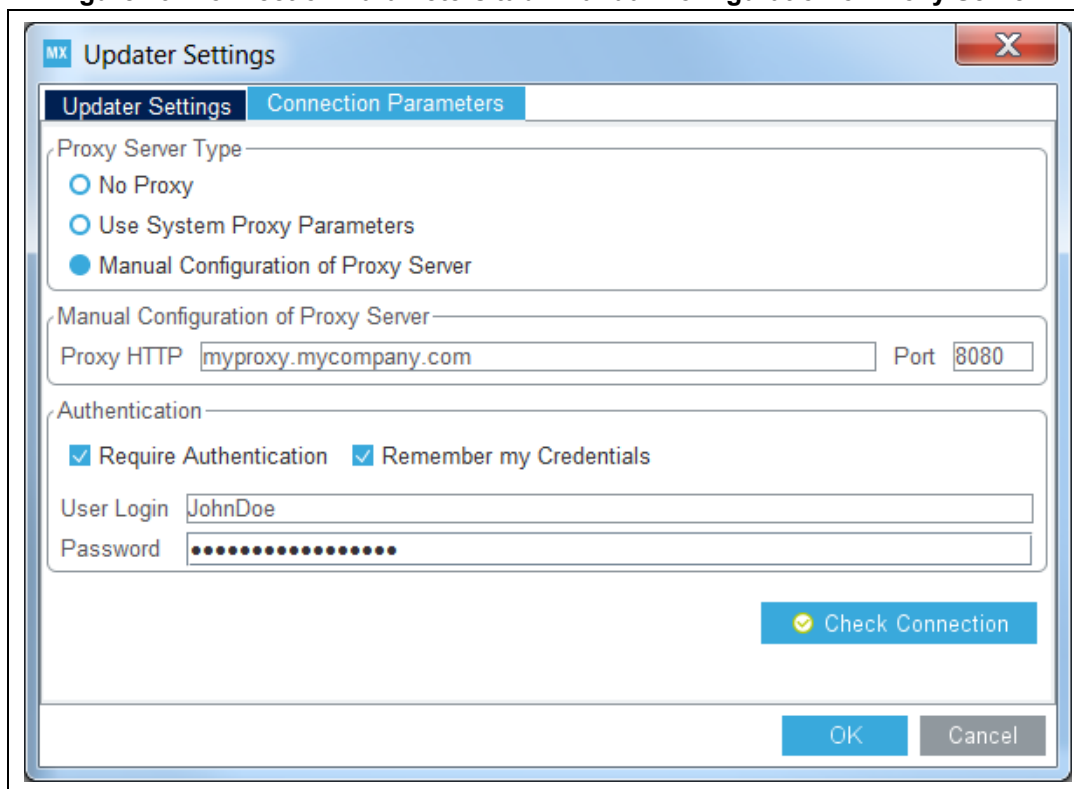 MX Updater Settings
X
Updater Settings Connection Parameters
Proxy Server Type
No Proxy
Use System Proxy Parameters
Manual Configuration of Proxy Server
Manual Configuration of Proxy Server
Proxy HTTP myproxy.mycompany.com Port 8080
Authentication
Require Authentication Remember my Credentials
User Login JohnDoe
Password •••••••••••••••••
Check Connection
OK Cancel